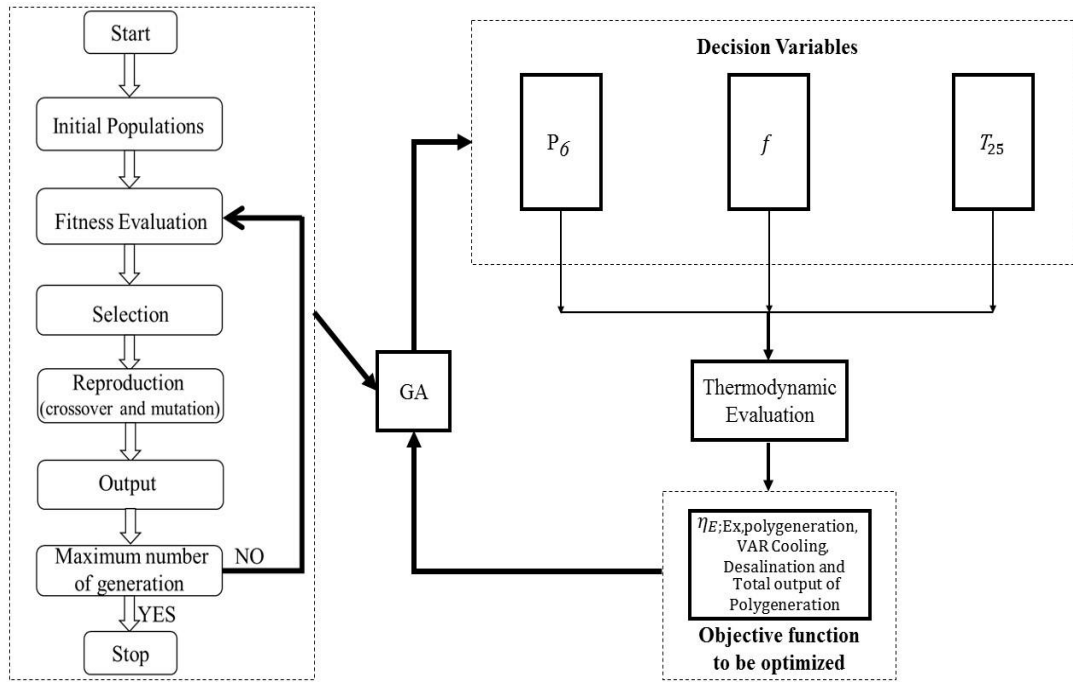 Start
Initial Populations
Fitness Evaluation
Selection
Reproduction
(crossover and mutation)
Output
Maximum number
of generation
NO
YES
Stop
GA
Decision Variables
P6
f
T25
Thermodynamic
Evaluation
ηE;Ex,polygeneration,
VAR Cooling,
Desalination and
Total output of
Polygeneration
Objective function
to be optimized